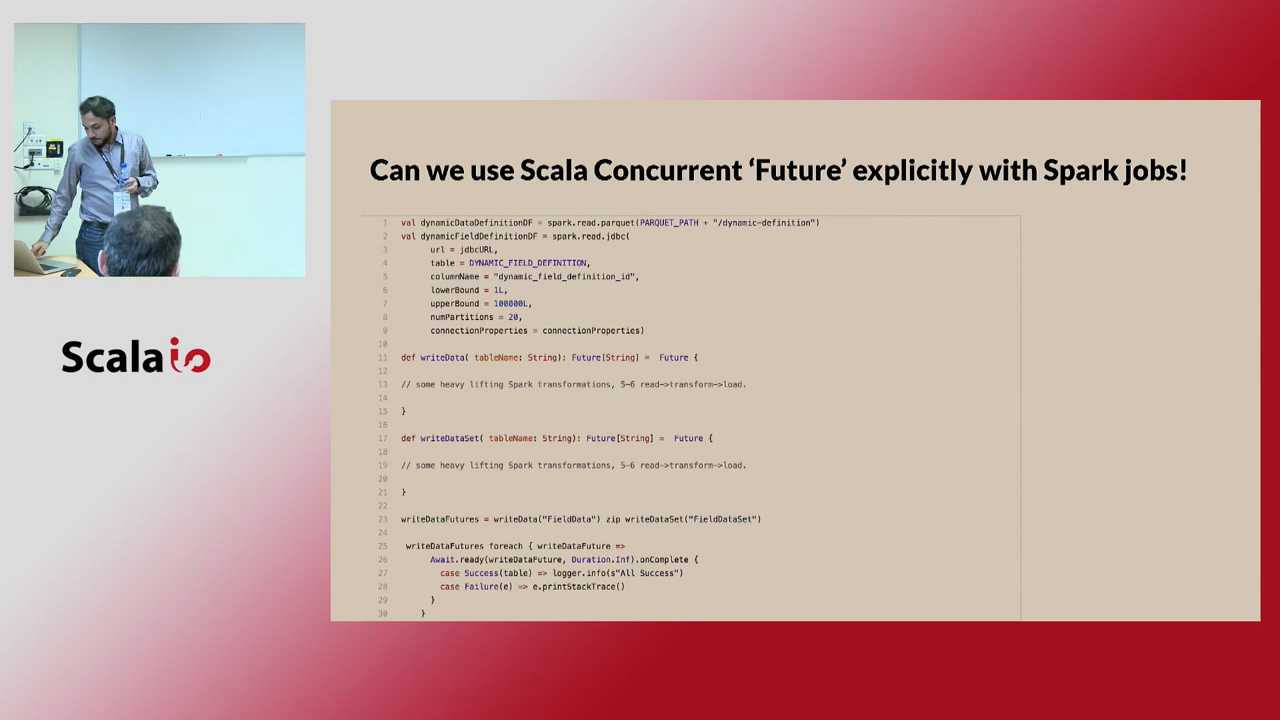 Scalaio
Can we use Scala Concurrent ‘Future’ explicitly with Spark jobs!
1 val dynamicDataDefinitionDF = spark.read.parquet(PARQUET_PATH + "/dynamic-definition")
2 val dynamicFieldDefinitionDF = spark.read.jdbc(
3 url = jdbcURL,
4 table = DYNAMIC_FIELD_DEFINITION,
5 columnName = "dynamic_field_definition_id",
6 lowerBound = 1L,
7 upperBound = 100000L,
8 numPartitions = 20,
9 connectionProperties = connectionProperties)
10
11 def writeData( tableName: String): Future[String] = Future {
12
13 // some heavy lifting Spark transformations, 5-6 read->transform->load.
14
15 }
16
17 def writeDataSet( tableName: String): Future[String] = Future {
18
19 // some heavy lifting Spark transformations, 5-6 read->transform->load.
20
21 }
22
23 writeDataFutures = writeData("FieldData") zip writeDataSet("FieldDataSet")
24
25 writeDataFutures foreach { writeDataFuture =>
26 Await.ready(writeDataFuture, Duration.Inf).onComplete {
27 case Success(table) => logger.info(s"All Success")
28 case Failure(e) => e.printStackTrace()
29 }
30 }